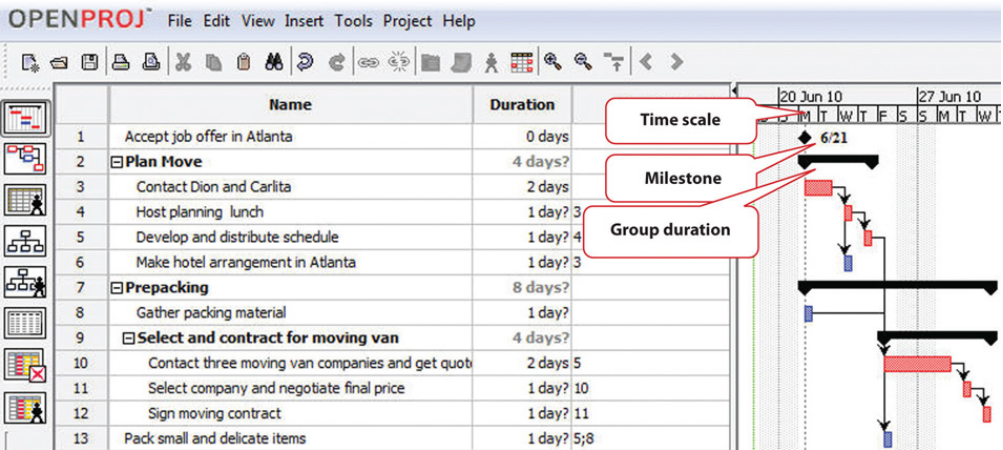 OPENPROJ™ File Edit View Insert Tools Project Help
Name Duration
20 Jun 10 27 Jun 10
S S M T W T F S S M T W T
Time scale
1 Accept job offer in Atlanta 0 days
6/21
2 Plan Move 4 days?
Milestone
3 Contact Dion and Carlita 2 days
4 Host planning lunch 1 day? 3
Group duration
5 Develop and distribute schedule 1 day? 4
6 Make hotel arrangement in Atlanta 1 day? 3
7 Prepacking 8 days?
8 Gather packing material 1 day?
9 Select and contract for moving van 4 days?
10 Contact three moving van companies and get quot 2 days 5
11 Select company and negotiate final price 1 day? 10
12 Sign moving contract 1 day? 11
13 Pack small and delicate items 1 day? 5;8